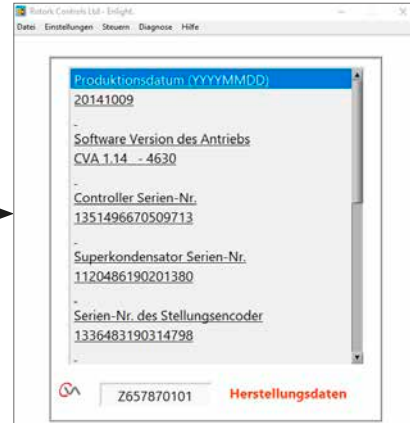 Rotork Controls Ltd - Enlight.
Datei Einstellungen Steuern Diagnose Hilfe
Produktionsdatum (YYYYMMDD)
20141009
-
Software Version des Antriebs
CVA 1.14 - 4630
-
Controller Serien-Nr.
1351496670509713
-
Superkondensator Serien-Nr.
1120486190201380
-
Serien-Nr. des Stellungsencoder
1336483190314798
-
Z657870101 Herstellungsdaten